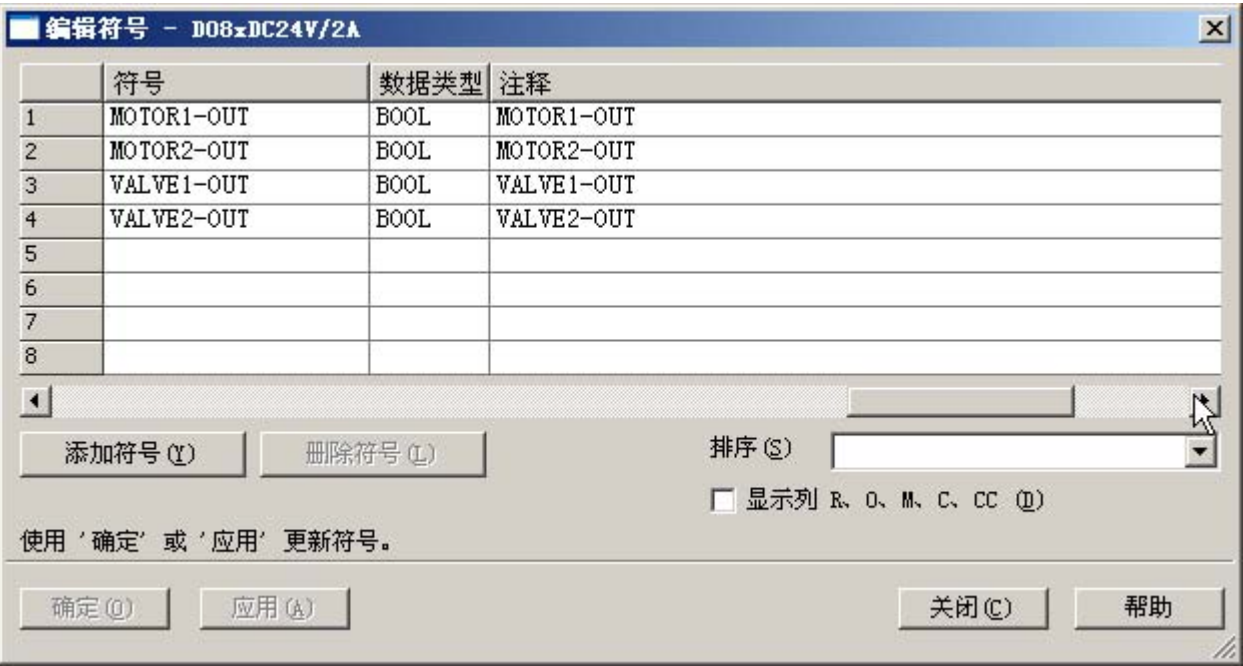 编辑符号 - DO8xDC24V/2A
符号 数据类型 注释
1 MOTOR1-OUT BOOL MOTOR1-OUT
2 MOTOR2-OUT BOOL MOTOR2-OUT
3 VALVE1-OUT BOOL VALVE1-OUT
4 VALVE2-OUT BOOL VALVE2-OUT
5
6
7
8
添加符号(Y) 删除符号(L) 排序(S)
显示列 R、O、M、C、CC (D)
使用 '确定' 或 '应用' 更新符号。
确定(O) 应用(A) 关闭(C) 帮助